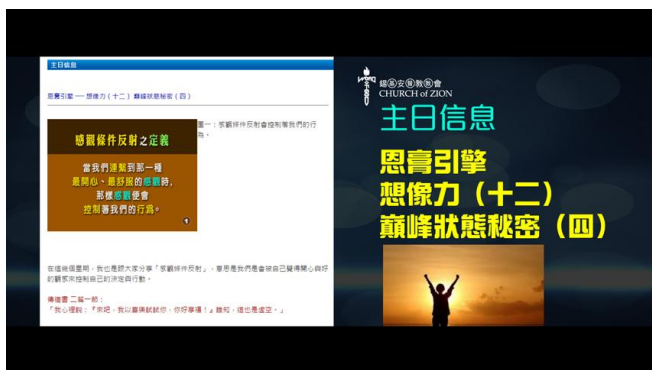 主日信息
恩膏引擎 ── 想像力（十二） 巔峰狀態秘密（四）
感觀條件反射之定義
當我們連繫到那一種
最開心、最舒服的感觀時，
那樣感觀便會
控制著我們的行為。
1
圖一：感觀條件反射會控制著我們的行
為。
在這幾個星期，我也是跟大家分享「感觀條件反射」，意思是我們是會被自己覺得開心與好
的觀感來控制自己的決定與行動。
傳道書 二章一節：
「我心裡說：『來吧，我以喜樂試試你，你好享福！』誰知，這也是虛空。」
WORD of
錫安教會
CHURCH of ZION
主日信息
恩膏引擎
想像力（十二）
巔峰狀態秘密（四）